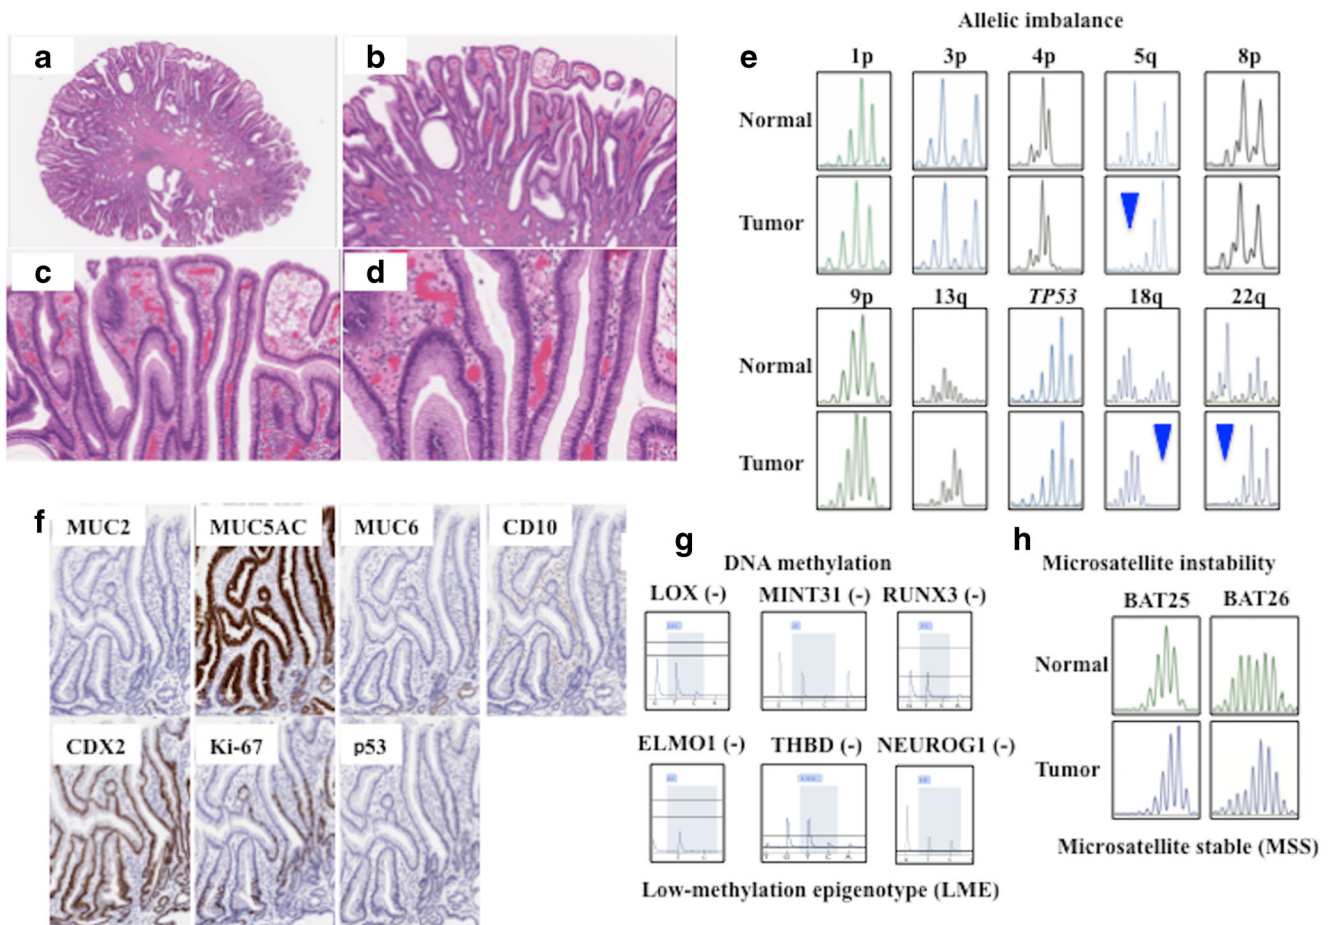 a
b
c
d
e
Allelic imbalance
1p 3p 4p 5q 8p
Normal
Tumor
9p 13q TP53 18q 22q
Normal
Tumor
f
MUC2 MUC5AC MUC6 CD10
CDX2 Ki-67 p53
g
DNA methylation
LOX (-) MINT31 (-) RUNX3 (-)
ELMO1 (-) THBD (-) NEUROG1 (-)
Low-methylation epigenotype (LME)
h
Microsatellite instability
BAT25 BAT26
Normal
Tumor
Microsatellite stable (MSS)